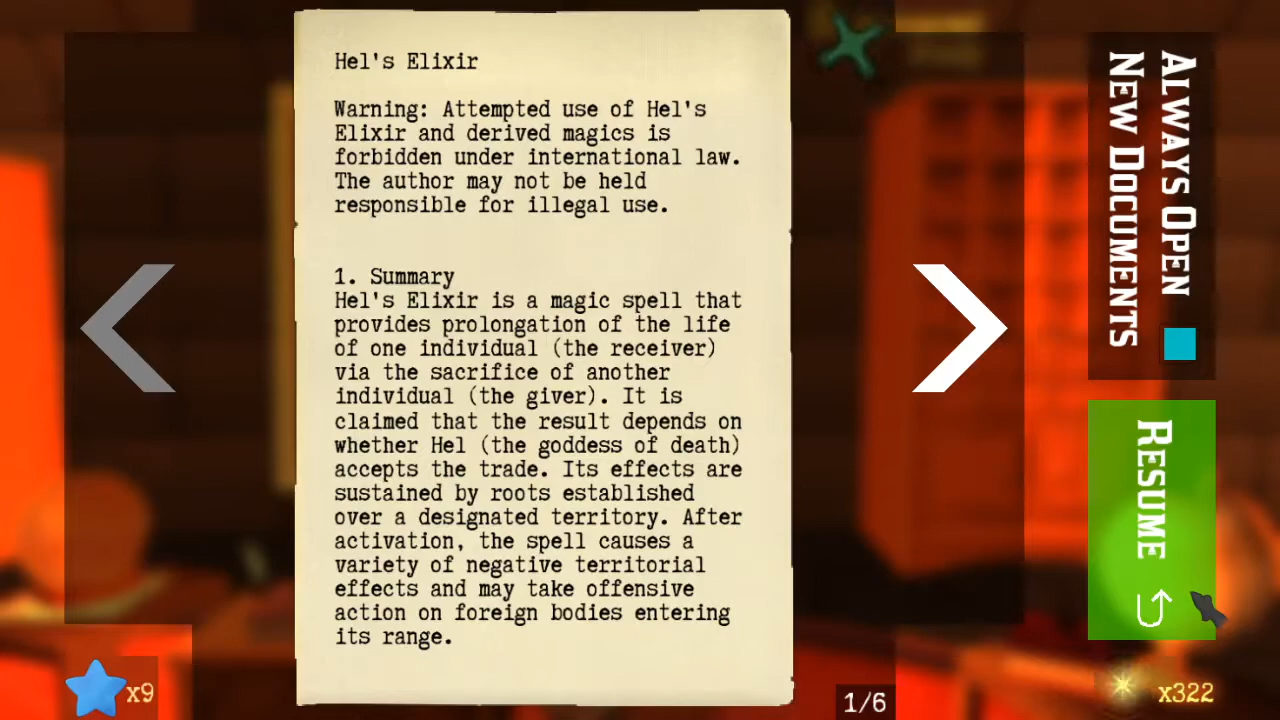 Hel's Elixir
Warning: Attempted use of Hel's
Elixir and derived magics is
forbidden under international law.
The author may not be held
responsible for illegal use.
1. Summary
Hel's Elixir is a magic spell that
provides prolongation of the life
of one individual (the receiver)
via the sacrifice of another
individual (the giver). It is
claimed that the result depends on
whether Hel (the goddess of death)
accepts the trade. Its effects are
sustained by roots established
over a designated territory. After
activation, the spell causes a
variety of negative territorial
effects and may take offensive
action on foreign bodies entering
its range.
1/6
Always Open
New Documents
Resume
x9
x322